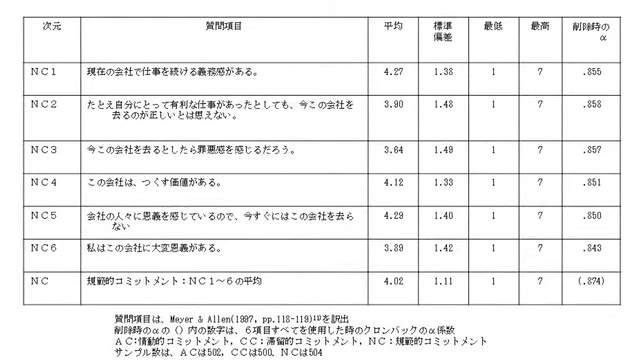 次元 質問項目 平均 標準偏差 最低 最高 削除時のα
NC1 現在の会社で仕事を続ける義務感がある。 4.27 1.38 1 7 .855
NC2 たとえ自分にとって有利な仕事があったとしても、今この会社を
去るのが正しいとは思えない。 3.90 1.48 1 7 .858
NC3 今この会社を去るとしたら罪悪感を感じるだろう。 3.64 1.49 1 7 .857
NC4 この会社は、つくす価値がある。 4.12 1.33 1 7 .851
NC5 会社の人々に恩義を感じているので、今すぐにはこの会社を去ら
ない 4.29 1.40 1 7 .850
NC6 私はこの会社に大変恩義がある。 3.89 1.42 1 7 .843
NC 規範的コミットメント：NC1～6の平均 4.02 1.11 1 7 (.874)
質問項目は、Meyer & Allen(1997, pp.118-119)11)を訳出
削除時のαの()内の数字は、6項目すべてを使用した時のクロンバックのα係数
AC:情動的コミットメント，CC：滞留的コミットメント，NC：規範的コミットメント
サンプル数は、ACは502，CCは500，NCは504